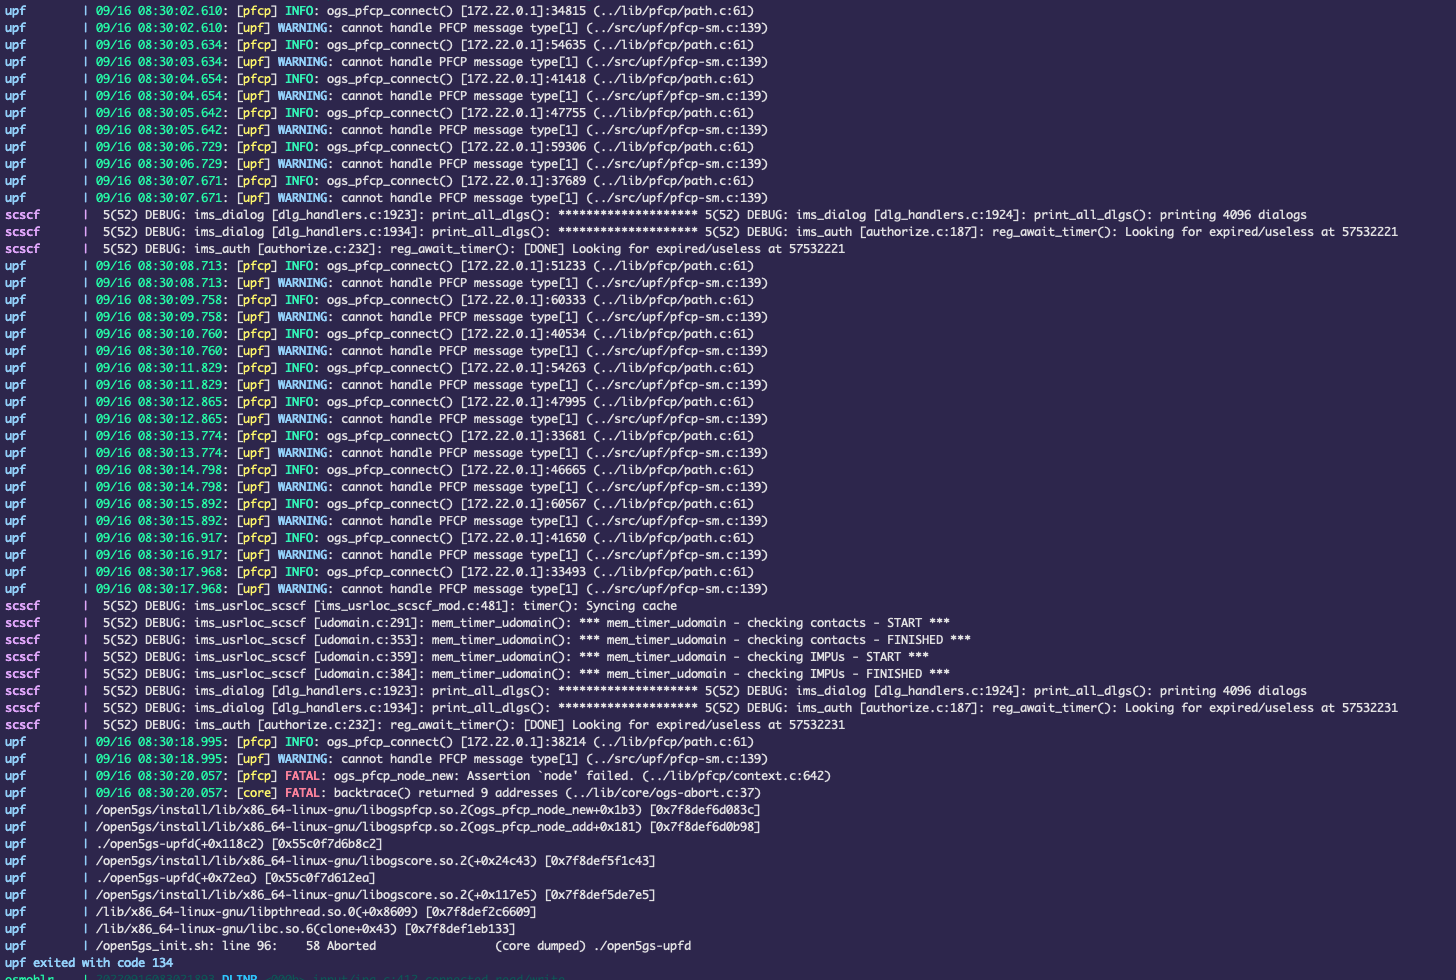 upf | 09/16 08:30:02.610: [pfcp] INFO: ogs_pfcp_connect() [172.22.0.1]:34815 (../lib/pfcp/path.c:61)
upf | 09/16 08:30:02.610: [upf] WARNING: cannot handle PFCP message type[1] (../src/upf/pfcp-sm.c:139)
upf | 09/16 08:30:03.634: [pfcp] INFO: ogs_pfcp_connect() [172.22.0.1]:54635 (../lib/pfcp/path.c:61)
upf | 09/16 08:30:03.634: [upf] WARNING: cannot handle PFCP message type[1] (../src/upf/pfcp-sm.c:139)
upf | 09/16 08:30:04.654: [pfcp] INFO: ogs_pfcp_connect() [172.22.0.1]:41418 (../lib/pfcp/path.c:61)
upf | 09/16 08:30:04.654: [upf] WARNING: cannot handle PFCP message type[1] (../src/upf/pfcp-sm.c:139)
upf | 09/16 08:30:05.642: [pfcp] INFO: ogs_pfcp_connect() [172.22.0.1]:47755 (../lib/pfcp/path.c:61)
upf | 09/16 08:30:05.642: [upf] WARNING: cannot handle PFCP message type[1] (../src/upf/pfcp-sm.c:139)
upf | 09/16 08:30:06.729: [pfcp] INFO: ogs_pfcp_connect() [172.22.0.1]:59306 (../lib/pfcp/path.c:61)
upf | 09/16 08:30:06.729: [upf] WARNING: cannot handle PFCP message type[1] (../src/upf/pfcp-sm.c:139)
upf | 09/16 08:30:07.671: [pfcp] INFO: ogs_pfcp_connect() [172.22.0.1]:37689 (../lib/pfcp/path.c:61)
upf | 09/16 08:30:07.671: [upf] WARNING: cannot handle PFCP message type[1] (../src/upf/pfcp-sm.c:139)
scscf | 5(52) DEBUG: ims_dialog [dlg_handlers.c:1923]: print_all_dlgs(): ******************** 5(52) DEBUG: ims_dialog [dlg_handlers.c:1924]: print_all_dlgs(): printing 4096 dialogs
scscf | 5(52) DEBUG: ims_dialog [dlg_handlers.c:1934]: print_all_dlgs(): ******************** 5(52) DEBUG: ims_auth [authorize.c:187]: reg_await_timer(): Looking for expired/useless at 57532221
scscf | 5(52) DEBUG: ims_auth [authorize.c:232]: reg_await_timer(): [DONE] Looking for expired/useless at 57532221
upf | 09/16 08:30:08.713: [pfcp] INFO: ogs_pfcp_connect() [172.22.0.1]:51233 (../lib/pfcp/path.c:61)
upf | 09/16 08:30:08.713: [upf] WARNING: cannot handle PFCP message type[1] (../src/upf/pfcp-sm.c:139)
upf | 09/16 08:30:09.758: [pfcp] INFO: ogs_pfcp_connect() [172.22.0.1]:60333 (../lib/pfcp/path.c:61)
upf | 09/16 08:30:09.758: [upf] WARNING: cannot handle PFCP message type[1] (../src/upf/pfcp-sm.c:139)
upf | 09/16 08:30:10.760: [pfcp] INFO: ogs_pfcp_connect() [172.22.0.1]:40534 (../lib/pfcp/path.c:61)
upf | 09/16 08:30:10.760: [upf] WARNING: cannot handle PFCP message type[1] (../src/upf/pfcp-sm.c:139)
upf | 09/16 08:30:11.829: [pfcp] INFO: ogs_pfcp_connect() [172.22.0.1]:54263 (../lib/pfcp/path.c:61)
upf | 09/16 08:30:11.829: [upf] WARNING: cannot handle PFCP message type[1] (../src/upf/pfcp-sm.c:139)
upf | 09/16 08:30:12.865: [pfcp] INFO: ogs_pfcp_connect() [172.22.0.1]:47995 (../lib/pfcp/path.c:61)
upf | 09/16 08:30:12.865: [upf] WARNING: cannot handle PFCP message type[1] (../src/upf/pfcp-sm.c:139)
upf | 09/16 08:30:13.774: [pfcp] INFO: ogs_pfcp_connect() [172.22.0.1]:33681 (../lib/pfcp/path.c:61)
upf | 09/16 08:30:13.774: [upf] WARNING: cannot handle PFCP message type[1] (../src/upf/pfcp-sm.c:139)
upf | 09/16 08:30:14.798: [pfcp] INFO: ogs_pfcp_connect() [172.22.0.1]:46665 (../lib/pfcp/path.c:61)
upf | 09/16 08:30:14.798: [upf] WARNING: cannot handle PFCP message type[1] (../src/upf/pfcp-sm.c:139)
upf | 09/16 08:30:15.892: [pfcp] INFO: ogs_pfcp_connect() [172.22.0.1]:60567 (../lib/pfcp/path.c:61)
upf | 09/16 08:30:15.892: [upf] WARNING: cannot handle PFCP message type[1] (../src/upf/pfcp-sm.c:139)
upf | 09/16 08:30:16.917: [pfcp] INFO: ogs_pfcp_connect() [172.22.0.1]:41650 (../lib/pfcp/path.c:61)
upf | 09/16 08:30:16.917: [upf] WARNING: cannot handle PFCP message type[1] (../src/upf/pfcp-sm.c:139)
upf | 09/16 08:30:17.968: [pfcp] INFO: ogs_pfcp_connect() [172.22.0.1]:33493 (../lib/pfcp/path.c:61)
upf | 09/16 08:30:17.968: [upf] WARNING: cannot handle PFCP message type[1] (../src/upf/pfcp-sm.c:139)
scscf | 5(52) DEBUG: ims_usrloc_scscf [ims_usrloc_scscf_mod.c:481]: timer(): Syncing cache
scscf | 5(52) DEBUG: ims_usrloc_scscf [udomain.c:291]: mem_timer_udomain(): *** mem_timer_udomain - checking contacts - START ***
scscf | 5(52) DEBUG: ims_usrloc_scscf [udomain.c:353]: mem_timer_udomain(): *** mem_timer_udomain - checking contacts - FINISHED ***
scscf | 5(52) DEBUG: ims_usrloc_scscf [udomain.c:359]: mem_timer_udomain(): *** mem_timer_udomain - checking IMPUs - START ***
scscf | 5(52) DEBUG: ims_usrloc_scscf [udomain.c:384]: mem_timer_udomain(): *** mem_timer_udomain - checking IMPUs - FINISHED ***
scscf | 5(52) DEBUG: ims_dialog [dlg_handlers.c:1923]: print_all_dlgs(): ******************** 5(52) DEBUG: ims_dialog [dlg_handlers.c:1924]: print_all_dlgs(): printing 4096 dialogs
scscf | 5(52) DEBUG: ims_dialog [dlg_handlers.c:1934]: print_all_dlgs(): ******************** 5(52) DEBUG: ims_auth [authorize.c:187]: reg_await_timer(): Looking for expired/useless at 57532231
scscf | 5(52) DEBUG: ims_auth [authorize.c:232]: reg_await_timer(): [DONE] Looking for expired/useless at 57532231
upf | 09/16 08:30:18.995: [pfcp] INFO: ogs_pfcp_connect() [172.22.0.1]:38214 (../lib/pfcp/path.c:61)
upf | 09/16 08:30:18.995: [upf] WARNING: cannot handle PFCP message type[1] (../src/upf/pfcp-sm.c:139)
upf | 09/16 08:30:20.057: [pfcp] FATAL: ogs_pfcp_node_new: Assertion `node' failed. (../lib/pfcp/context.c:642)
upf | 09/16 08:30:20.057: [core] FATAL: backtrace() returned 9 addresses (../lib/core/ogs-abort.c:37)
upf | /open5gs/install/lib/x86_64-linux-gnu/libogspfcp.so.2(ogs_pfcp_node_new+0x1b3) [0x7f8def6d083c]
upf | /open5gs/install/lib/x86_64-linux-gnu/libogspfcp.so.2(ogs_pfcp_node_add+0x181) [0x7f8def6d0b98]
upf | ./open5gs-upfd(+0x118c2) [0x55c0f7d6b8c2]
upf | /open5gs/install/lib/x86_64-linux-gnu/libogscore.so.2(+0x24c43) [0x7f8def5f1c43]
upf | ./open5gs-upfd(+0x72ea) [0x55c0f7d612ea]
upf | /open5gs/install/lib/x86_64-linux-gnu/libogscore.so.2(+0x117e5) [0x7f8def5de7e5]
upf | /lib/x86_64-linux-gnu/libpthread.so.0(+0x8609) [0x7f8def2c6609]
upf | /lib/x86_64-linux-gnu/libc.so.6(clone+0x43) [0x7f8def1eb133]
upf | /open5gs_init.sh: line 96: 58 Aborted (core dumped) ./open5gs-upfd
upf exited with code 134